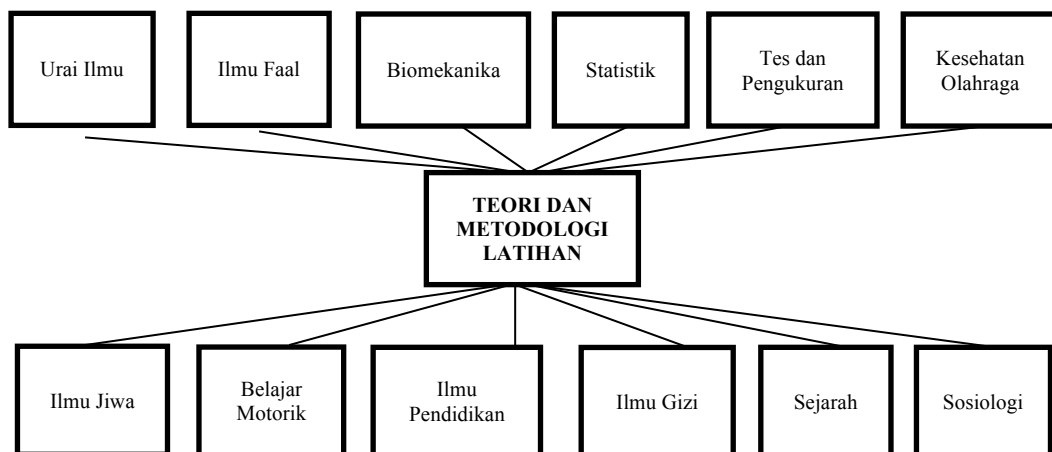 Urai Ilmu
Ilmu Faal
Biomekanika
Statistik
Tes dan
Pengukuran
Kesehatan
Olahraga
TEORI DAN
METODOLOGI
LATIHAN
Ilmu Jiwa
Belajar
Motorik
Ilmu
Pendidikan
Ilmu Gizi
Sejarah
Sosiologi